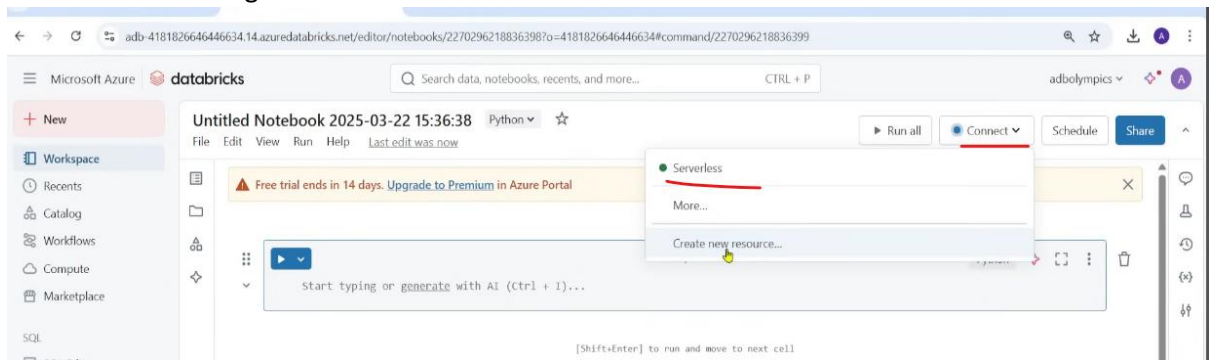 adb-4181826646446634.14.azuredatabricks.net/editor/notebooks/2270296218836398?o=4181826646446634#command/2270296218836399
A
Microsoft Azure databricks Search data, notebooks, recents, and more... CTRL + P adbolympics A
New
Untitled Notebook 2025-03-22 15:36:38 Python
Run all Connect Schedule Share
File Edit View Run Help Last edit was now
Workspace
Recents
Catalog
Workflows
Compute
Marketplace
SQL
Free trial ends in 14 days. Upgrade to Premium in Azure Portal
Serverless
More...
Create new resource...
Start typing or generate with AI (Ctrl + I)...
[Shift+Enter] to run and move to next cell